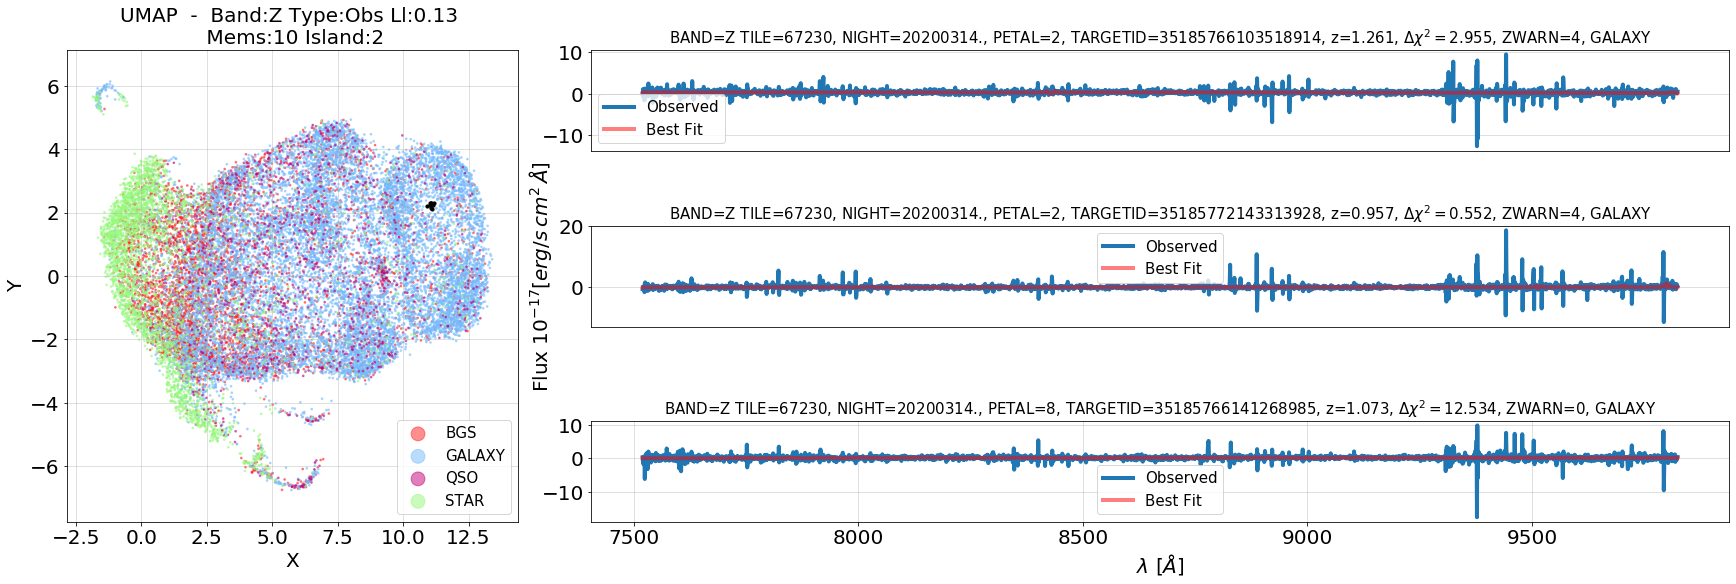 UMAP - Band:Z Type:Obs Ll:0.13
Mems:10 Island:2
Y
6
4
2
0
−2
−4
−6
BGS
GALAXY
QSO
STAR
−2.5 0.0 2.5 5.0 7.5 10.0 12.5
X
Flux 10^{-17}[erg/s cm^2 Å]
BAND=Z TILE=67230, NIGHT=20200314., PETAL=2, TARGETID=35185766103518914, z=1.261, Δχ² = 2.955, ZWARN=4, GALAXY
10
0
−10
Observed
Best Fit
BAND=Z TILE=67230, NIGHT=20200314., PETAL=2, TARGETID=35185772143313928, z=0.957, Δχ² = 0.552, ZWARN=4, GALAXY
20
0
Observed
Best Fit
BAND=Z TILE=67230, NIGHT=20200314., PETAL=8, TARGETID=35185766141268985, z=1.073, Δχ² = 12.534, ZWARN=0, GALAXY
10
0
−10
Observed
Best Fit
7500 8000 8500 9000 9500
λ [Å]